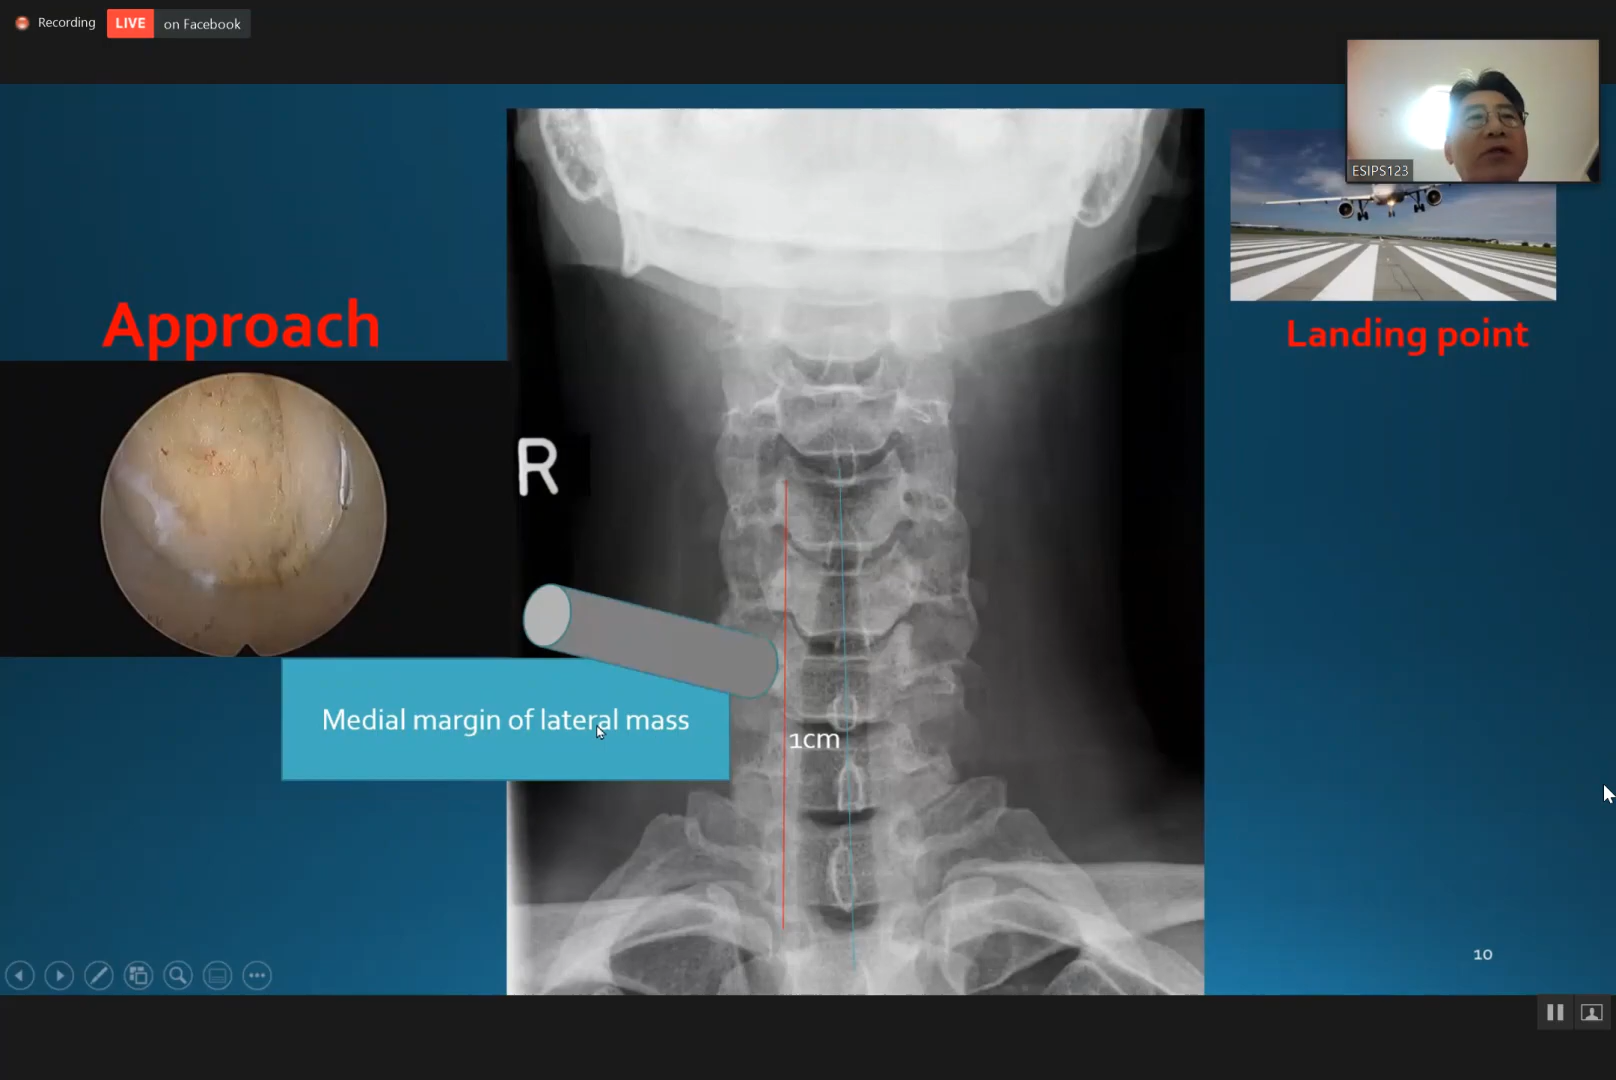 Recording
LIVE on Facebook
ESIPS123
Approach
Landing point
R
Medial margin of lateral mass
1cm
10